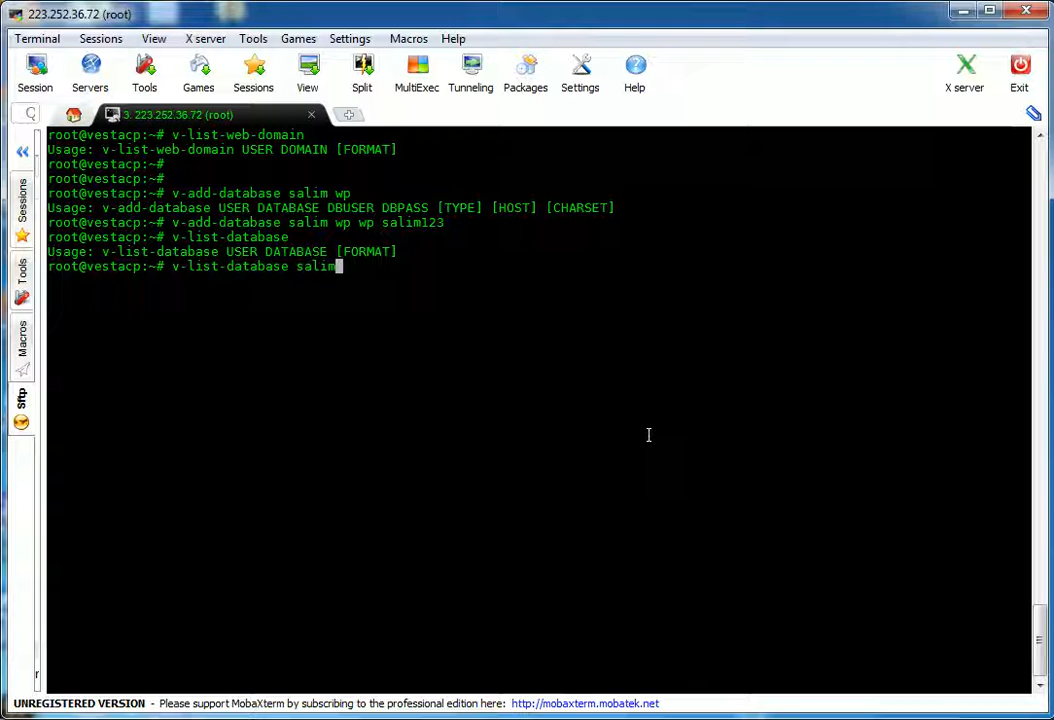 223.252.36.72 (root)
Terminal Sessions View X server Tools Games Settings Macros Help
Session Servers Tools Games Sessions View Split MultiExec Tunneling Packages Settings Help X server Exit
3. 223.252.36.72 (root)
root@vestacp:~# v-list-web-domain
Usage: v-list-web-domain USER DOMAIN [FORMAT]
root@vestacp:~#
root@vestacp:~#
root@vestacp:~# v-add-database salim wp
Usage: v-add-database USER DATABASE DBUSER DBPASS [TYPE] [HOST] [CHARSET]
root@vestacp:~# v-add-database salim wp wp salim123
root@vestacp:~# v-list-database
Usage: v-list-database USER DATABASE [FORMAT]
root@vestacp:~# v-list-database salim
Sessions
Tools
Macros
Sftp
UNREGISTERED VERSION - Please support MobaXterm by subscribing to the professional edition here: http://mobaxterm.mobatek.net